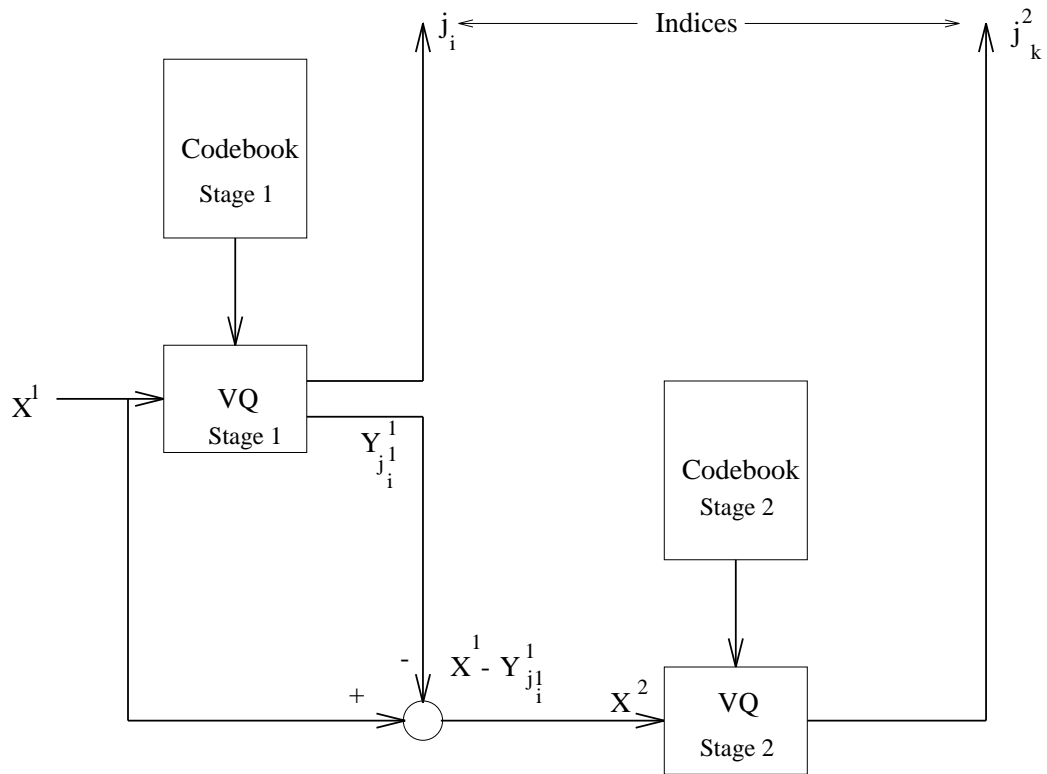 j_i Indices j^2_k
Codebook
Stage 1
X^1
VQ
Stage 1
Y^1_{j^1_i}
Codebook
Stage 2
- X^1 - Y^1_{j^1_i}
+
X^2
VQ
Stage 2